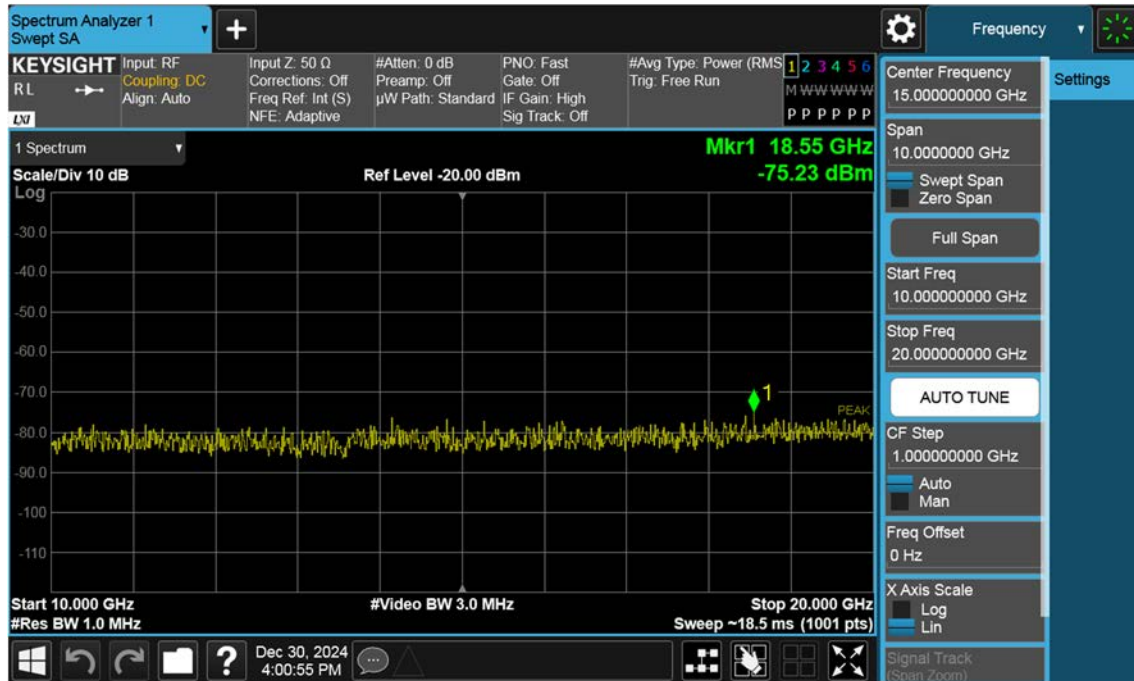 Spectrum Analyzer 1
Swept SA
Frequency
KEYSIGHT
RL
LXI
Input: RF
Coupling: DC
Align: Auto
Input Z: 50 Ω
Corrections: Off
Freq Ref: Int (S)
NFE: Adaptive
#Atten: 0 dB
Preamp: Off
µW Path: Standard
PNO: Fast
Gate: Off
IF Gain: High
Sig Track: Off
#Avg Type: Power (RMS
Trig: Free Run
1 2 3 4 5 6
M W W W W W
P P P P P P
1 Spectrum
Scale/Div 10 dB
Ref Level -20.00 dBm
Mkr1 18.55 GHz
-75.23 dBm
Log
-30.0
-40.0
-50.0
-60.0
-70.0
-80.0
-90.0
-100
-110
1
PEAK
Start 10.000 GHz
#Res BW 1.0 MHz
#Video BW 3.0 MHz
Stop 20.000 GHz
Sweep ~18.5 ms (1001 pts)
Dec 30, 2024
4:00:55 PM
Center Frequency
15.000000000 GHz
Span
10.0000000 GHz
Swept Span
Zero Span
Full Span
Start Freq
10.000000000 GHz
Stop Freq
20.000000000 GHz
AUTO TUNE
CF Step
1.000000000 GHz
Auto
Man
Freq Offset
0 Hz
X Axis Scale
Log
Lin
Signal Track
(Span Zoom)
Settings